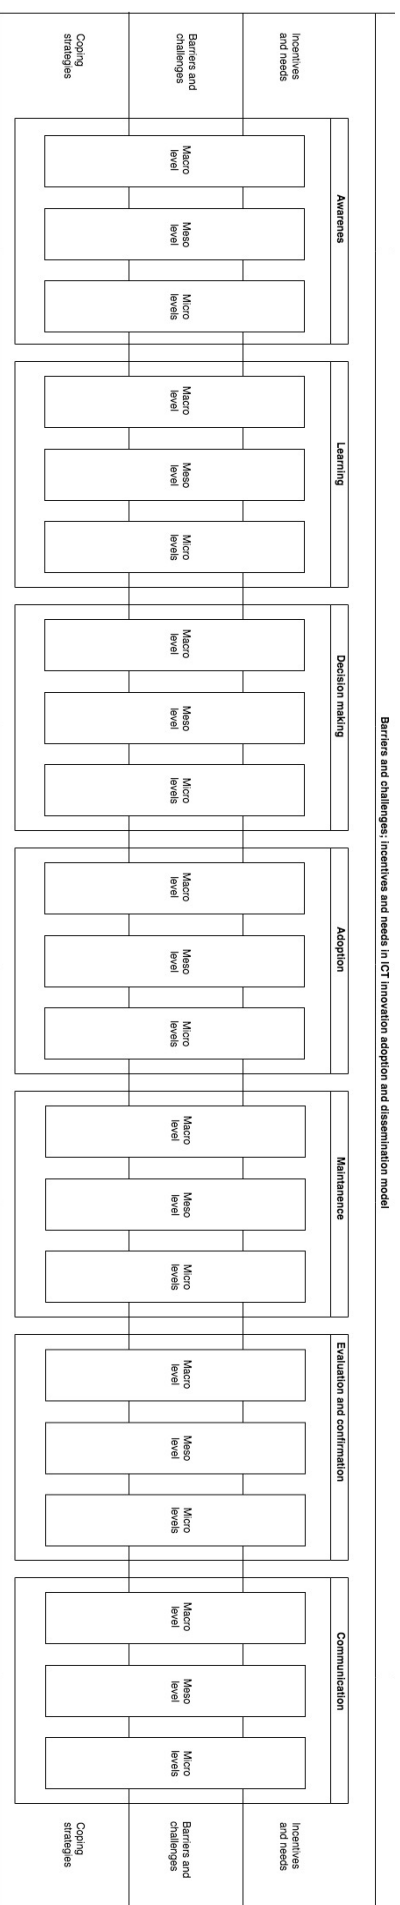 Barriers and challenges; incentives and needs in ICT innovation adoption and dissemination model
Incentives
and needs
Barriers and
challenges
Coping
strategies
Awarenes
Macro
level
Meso
level
Micro
levels
Learning
Macro
level
Meso
level
Micro
levels
Decision making
Macro
level
Meso
level
Micro
levels
Adoption
Macro
level
Meso
level
Micro
levels
Maintanence
Macro
level
Meso
level
Micro
levels
Evaluation and confirmation
Macro
level
Meso
level
Micro
levels
Communication
Macro
level
Meso
level
Micro
levels
Incentives
and needs
Barriers and
challenges
Coping
strategies